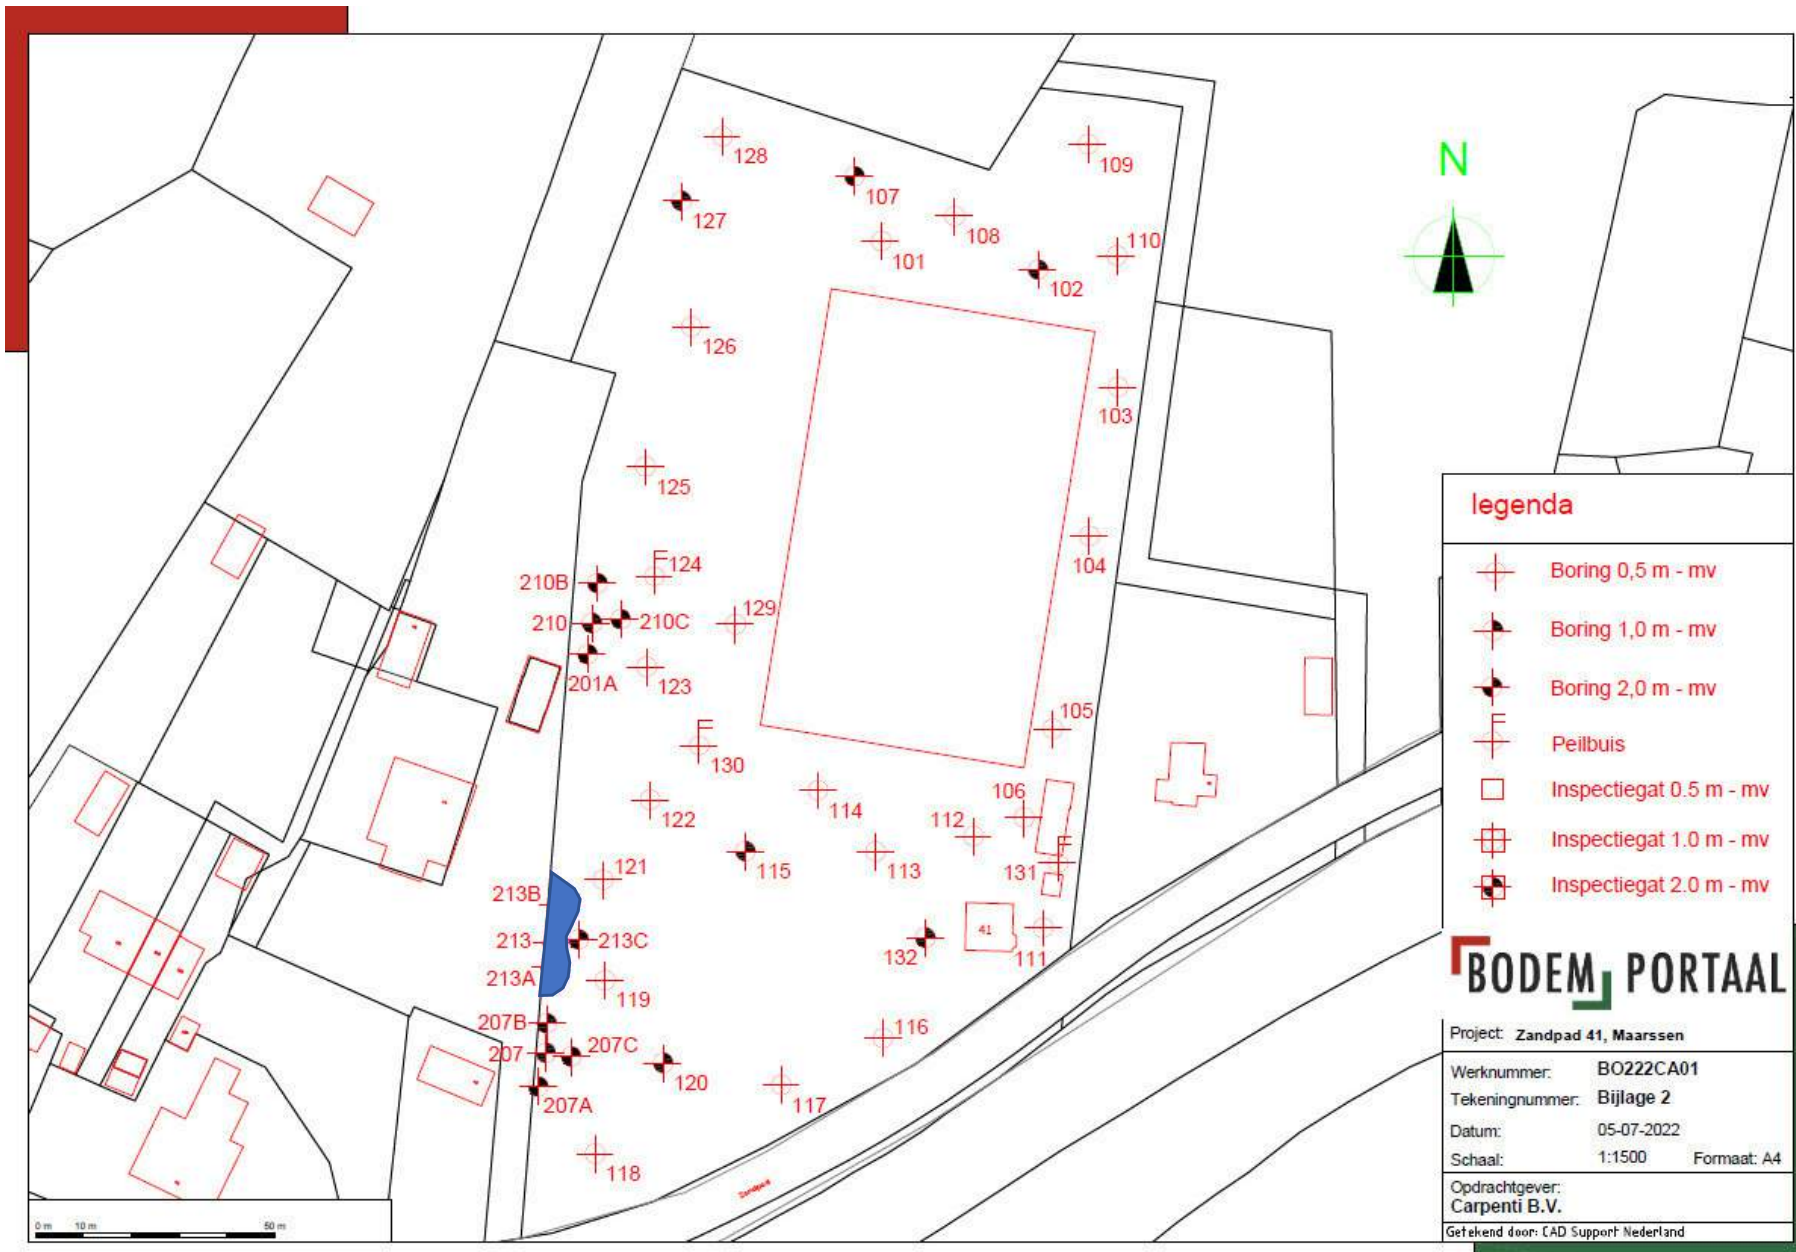 128
109
107
127
108
101
110
102
N
126
103
125
104
F
124
210B
129
210
210C
201A
123
105
F
130
106
114
112
122
F
131
115
113
121
213B
213
213C
41
132
111
213A
119
207B
207
207C
116
120
207A
117
118
Zandpad
0 m 10 m 50 m
legenda
Boring 0,5 m - mv
Boring 1,0 m - mv
Boring 2,0 m - mv
F
Peilbuis
Inspectiegat 0.5 m - mv
Inspectiegat 1.0 m - mv
Inspectiegat 2.0 m - mv
BODEM PORTAAL
Project: Zandpad 41, Maarssen
Werknummer: BO222CA01
Tekeningnummer: Bijlage 2
Datum: 05-07-2022
Schaal: 1:1500 Formaat: A4
Opdrachtgever:
Carpenti B.V.
Getekend door: CAD Support Nederland